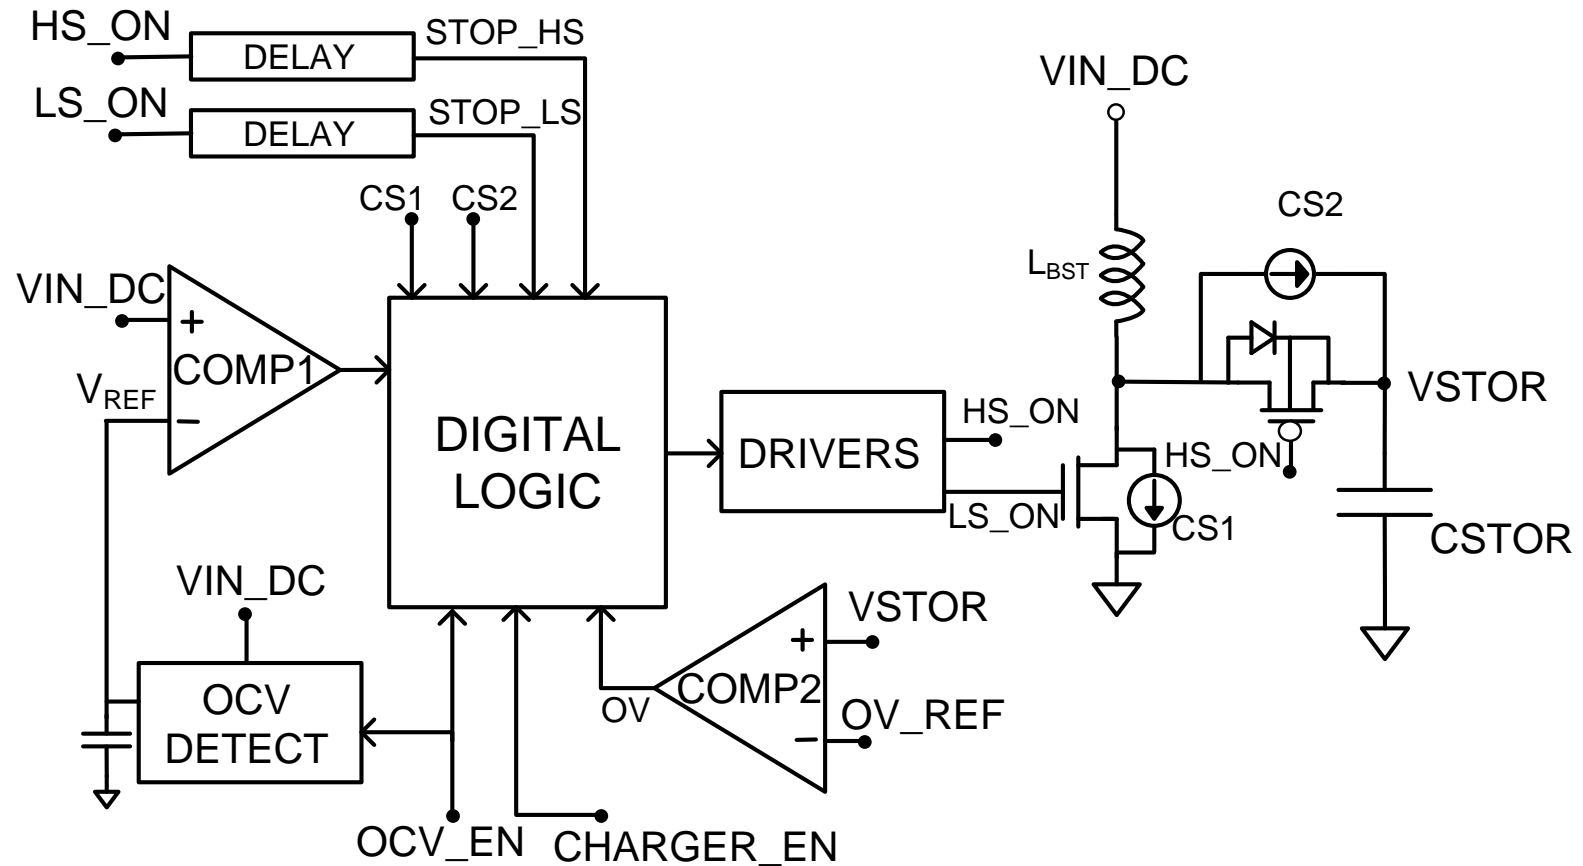 HS_ON
DELAY
STOP_HS
LS_ON
DELAY
STOP_LS
VIN_DC
CS1
CS2
CS2
VIN_DC
+
COMP1
VREF
−
LBST
DIGITAL
LOGIC
DRIVERS
HS_ON
LS_ON
HS_ON
VSTOR
CS1
CSTOR
VIN_DC
OCV
DETECT
VSTOR
+
COMP2
OV
OV_REF
−
OCV_EN
CHARGER_EN